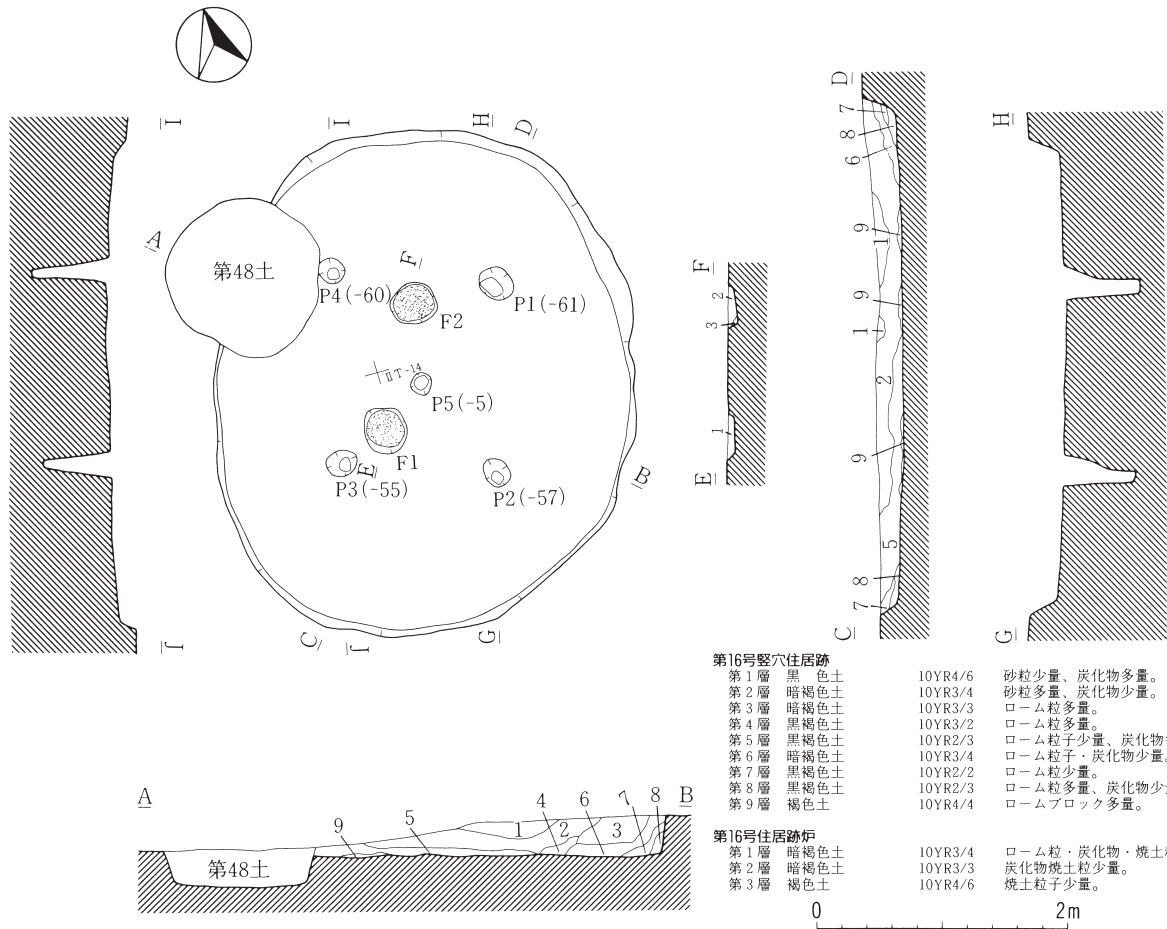 I
I
H
D
A
第48土
F
P4(-60)
P1(-61)
F2
ⅡT-14
P5(-5)
F1
E
P3(-55)
P2(-57)
B
J
C
J
G
F
2
3
1
E
D
7
8
6
9
1
9
1
2
9
5
8
7
C
H
G
第16号竪穴住居跡
第1層 黒 色土 10YR4/6 砂粒少量、炭化物多量。
第2層 暗褐色土 10YR3/4 砂粒多量、炭化物少量。
第3層 暗褐色土 10YR3/3 ローム粒多量。
第4層 黒褐色土 10YR3/2 ローム粒多量。
第5層 黒褐色土 10YR2/3 ローム粒子少量、炭化物
第6層 暗褐色土 10YR3/4 ローム粒子・炭化物少量。
第7層 黒褐色土 10YR2/2 ローム粒少量。
第8層 黒褐色土 10YR2/3 ローム粒多量、炭化物少
第9層 褐色土 10YR4/4 ロームブロック多量。
第16号住居跡炉
第1層 暗褐色土 10YR3/4 ローム粒・炭化物・焼土
第2層 暗褐色土 10YR3/3 炭化物焼土粒少量。
第3層 褐色土 10YR4/6 焼土粒子少量。
A
B
9
5
1
4
2
6
3
7
8
第48土
0 2m